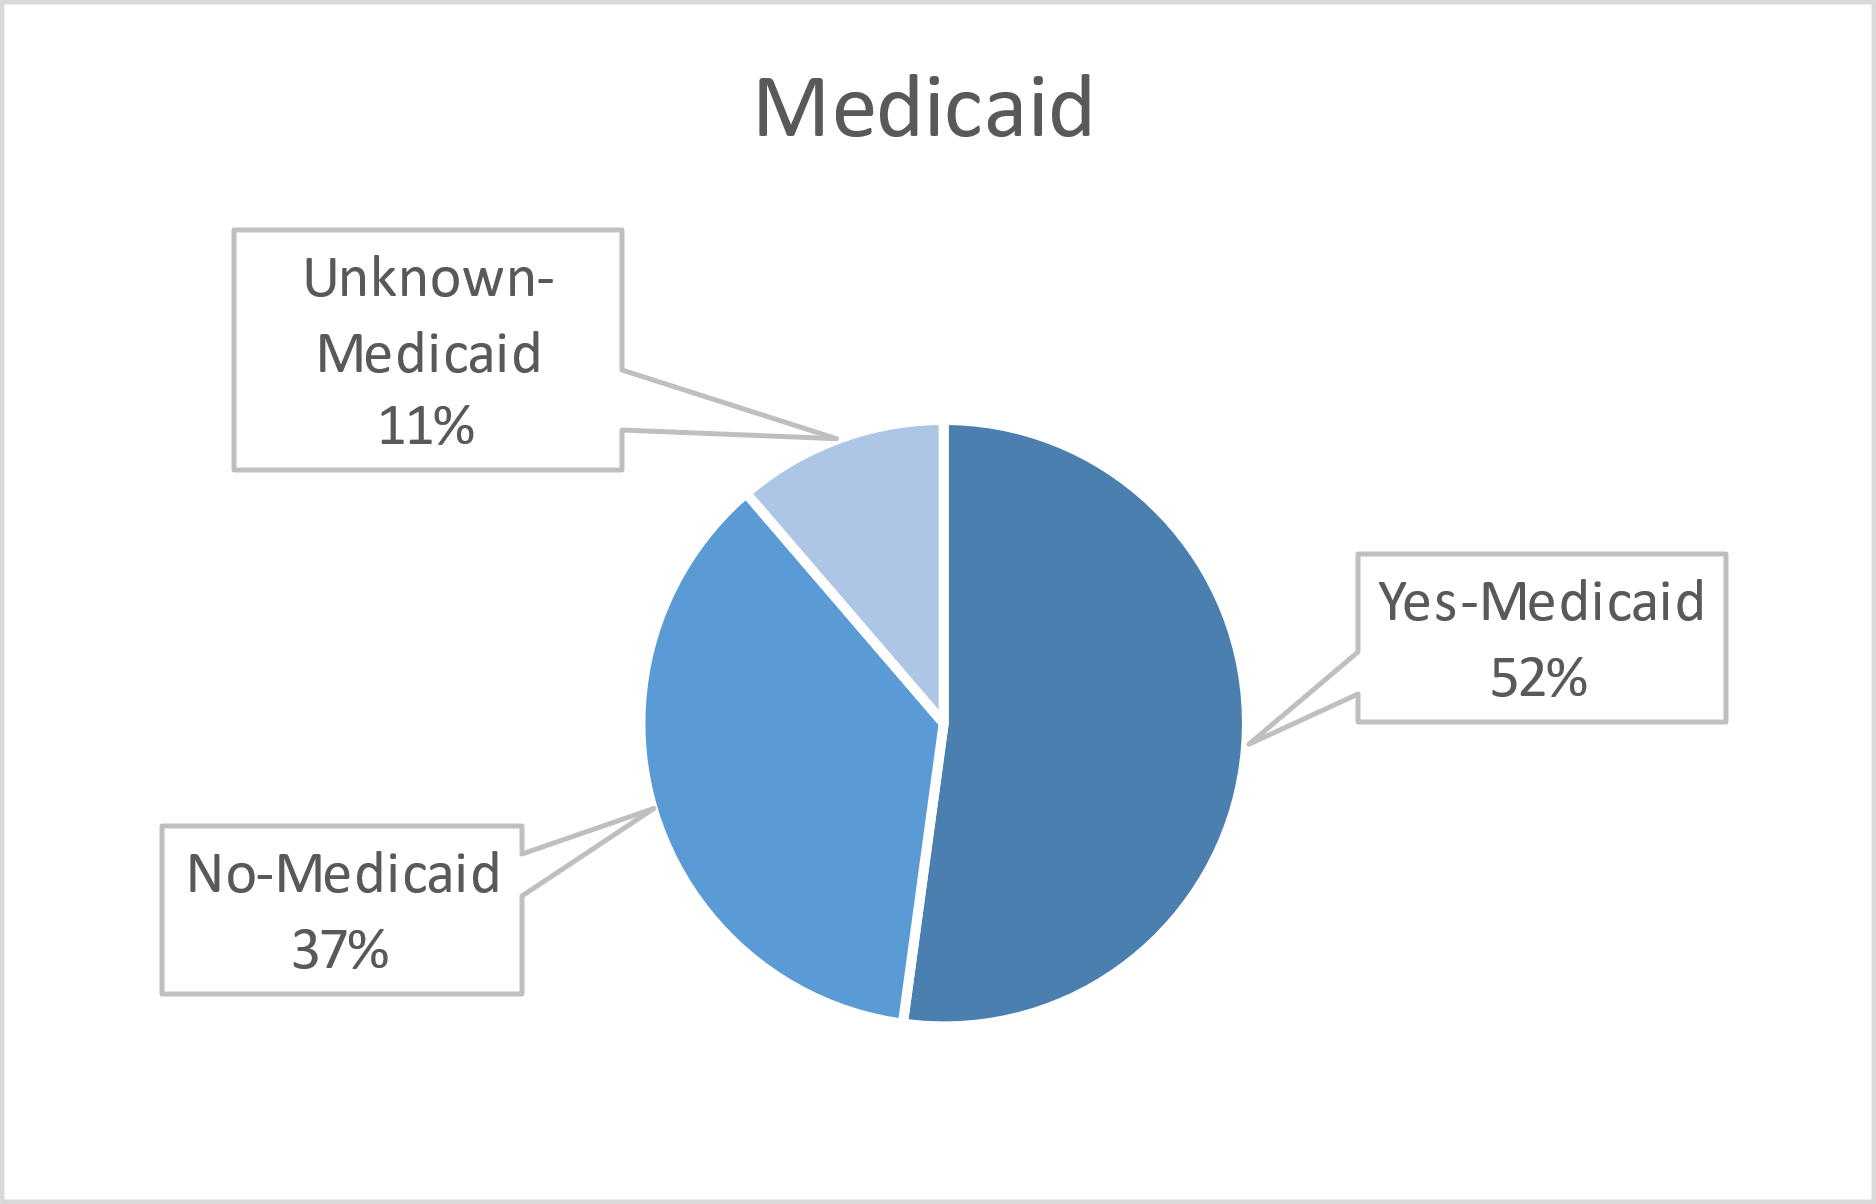 Medicaid
Unknown-
Medicaid
11%
Yes-Medicaid
52%
No-Medicaid
37%